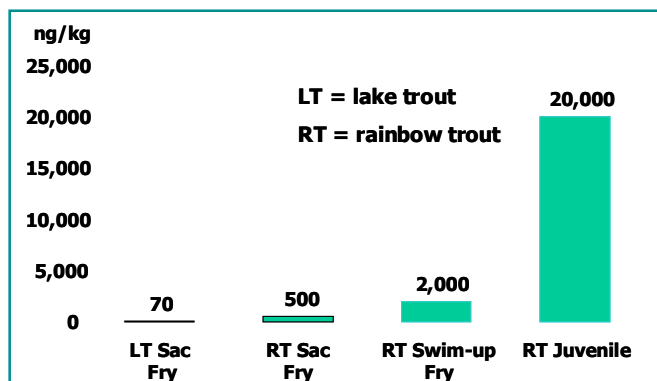 ng/kg
25,000
20,000
15,000
10,000
5,000
0
LT = lake trout
RT = rainbow trout
70
500
2,000
20,000
LT Sac
Fry
RT Sac
Fry
RT Swim-up
Fry
RT Juvenile